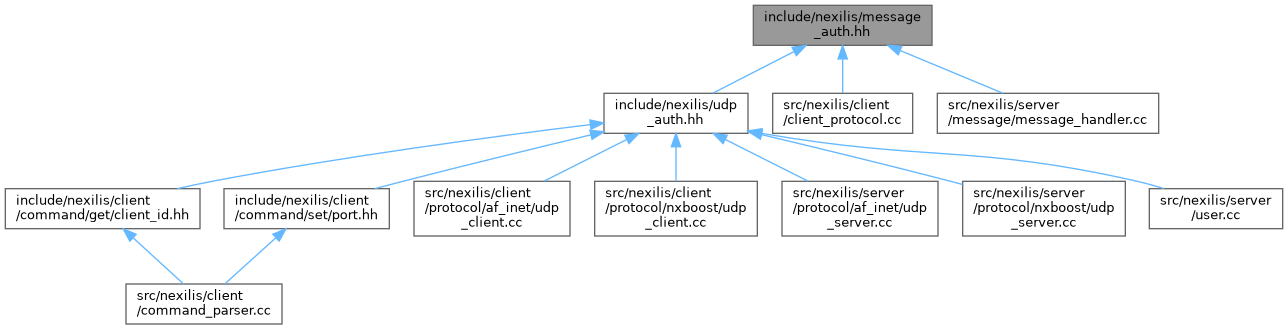 include/nexilis/message
_auth.hh
include/nexilis/udp
_auth.hh
src/nexilis/client
/client_protocol.cc
src/nexilis/server
/message/message_handler.cc
include/nexilis/client
/command/get/client_id.hh
include/nexilis/client
/command/set/port.hh
src/nexilis/client
/protocol/af_inet/udp
_client.cc
src/nexilis/client
/protocol/nxboost/udp
_client.cc
src/nexilis/server
/protocol/af_inet/udp
_server.cc
src/nexilis/server
/protocol/nxboost/udp
_server.cc
src/nexilis/server
/user.cc
src/nexilis/client
/command_parser.cc